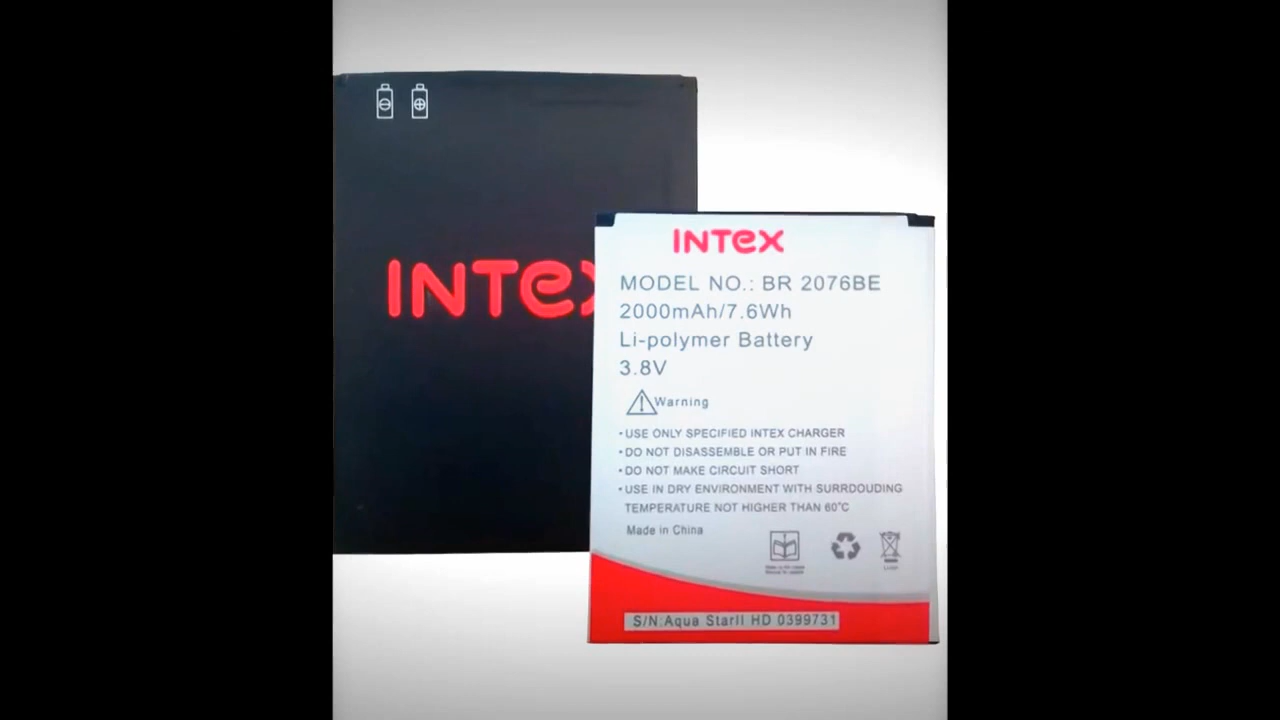 INTEX
INTEX
MODEL NO.: BR 2076BE
2000mAh/7.6Wh
Li-polymer Battery
3.8V
Warning
•USE ONLY SPECIFIED INTEX CHARGER
•DO NOT DISASSEMBLE OR PUT IN FIRE
•DO NOT MAKE CIRCUIT SHORT
•USE IN DRY ENVIRONMENT WITH SURRDOUDING
TEMPERATURE NOT HIGHER THAN 60°C
Made in China
S/N:Aqua StarII HD 0399731